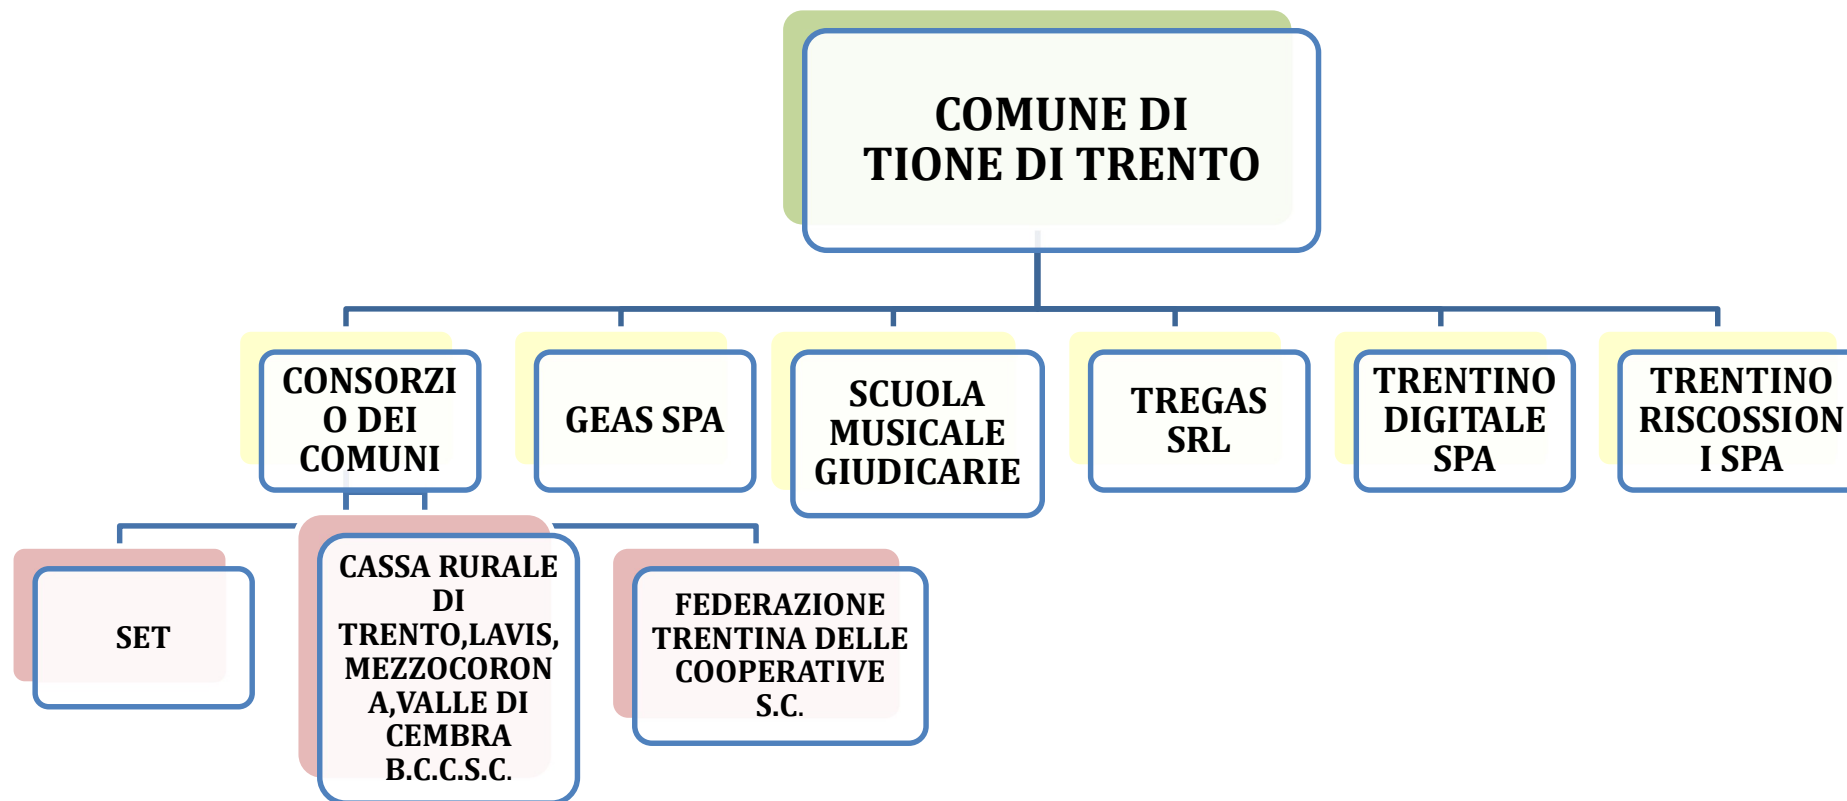 COMUNE DI
TIONE DI TRENTO
CONSORZI
O DEI
COMUNI
GEAS SPA
SCUOLA
MUSICALE
GIUDICARIE
TREGAS
SRL
TRENTINO
DIGITALE
SPA
TRENTINO
RISCOSSION
I SPA
SET
CASSA RURALE
DI
TRENTO,LAVIS,
MEZZOCORON
A,VALLE DI
CEMBRA
B.C.C.S.C.
FEDERAZIONE
TRENTINA DELLE
COOPERATIVE
S.C.